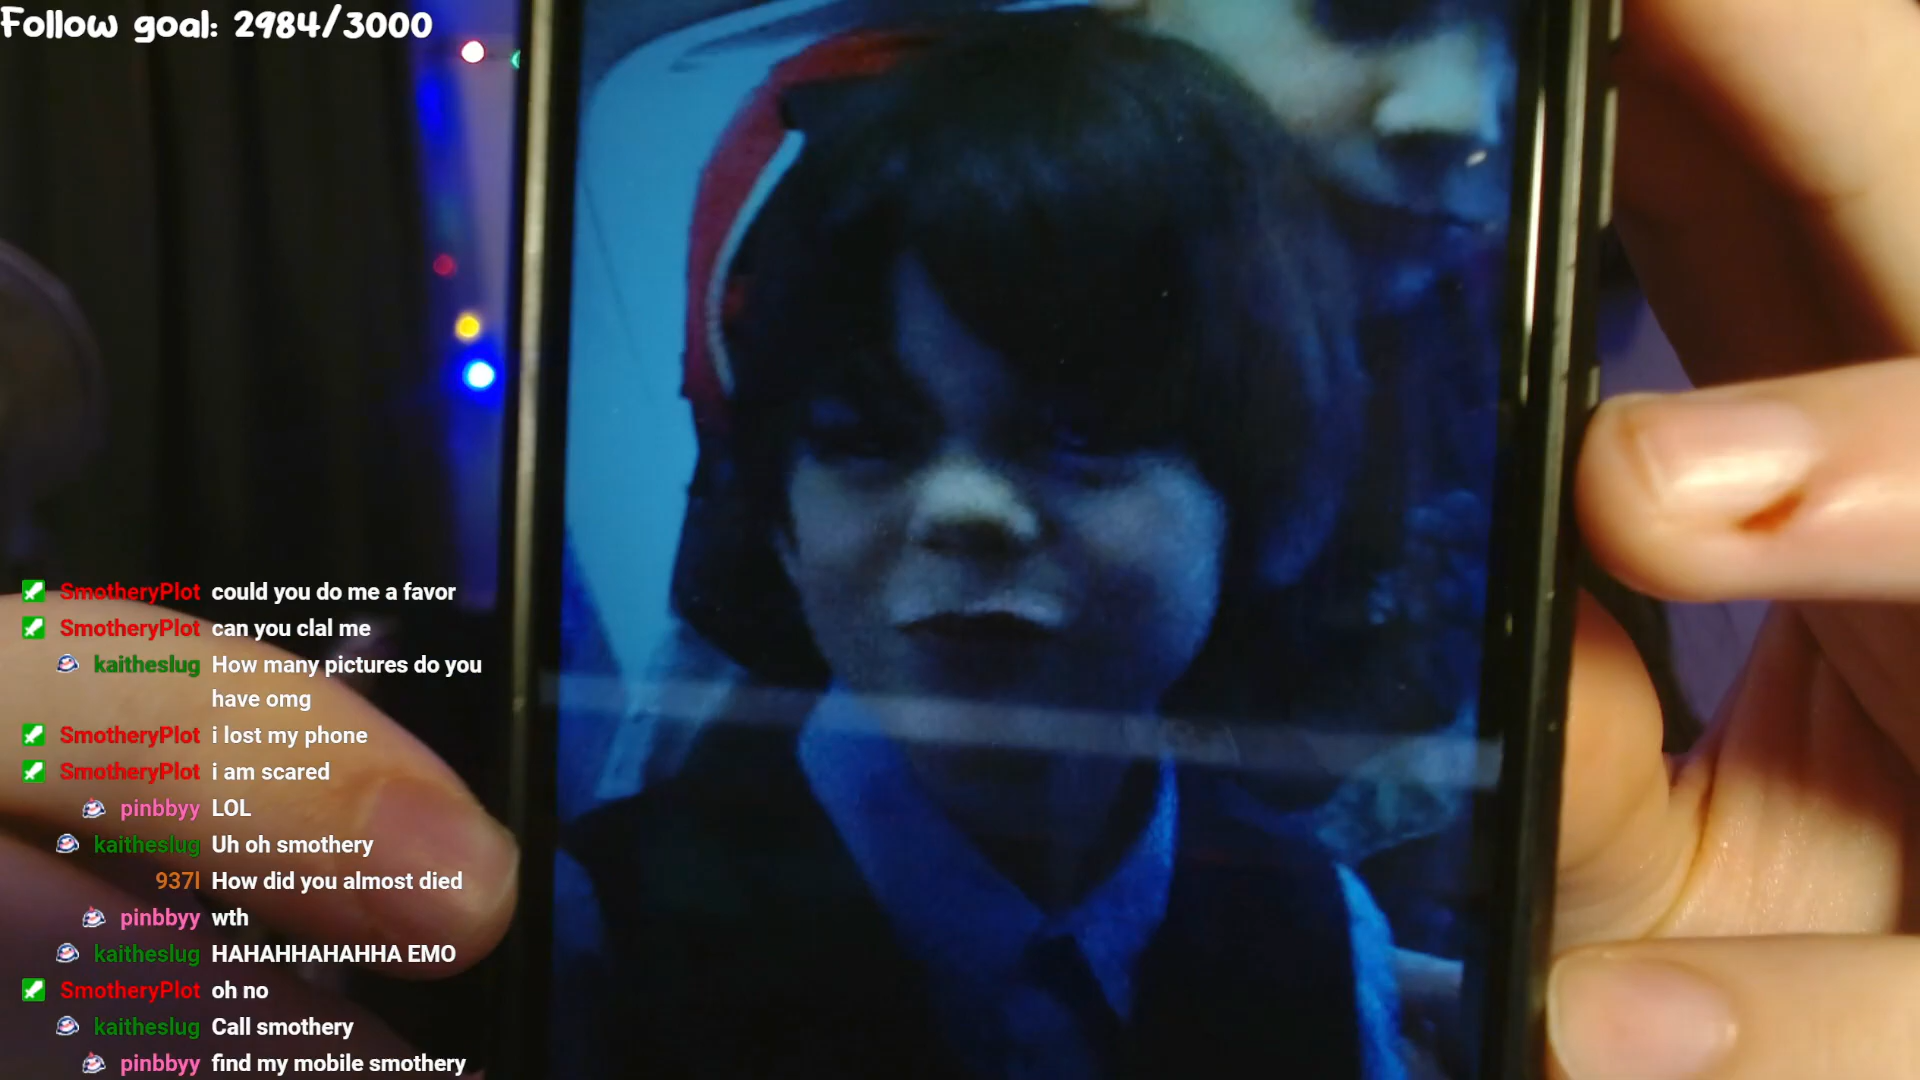 Follow goal: 2984/3000
SmotheryPlot could you do me a favor
SmotheryPlot can you clal me
kaitheslug How many pictures do you
have omg
SmotheryPlot i lost my phone
SmotheryPlot i am scared
pinbbyy LOL
kaitheslug Uh oh smothery
937l How did you almost died
pinbbyy wth
kaitheslug HAHAHHAHAHHA EMO
SmotheryPlot oh no
kaitheslug Call smothery
pinbbyy find my mobile smothery